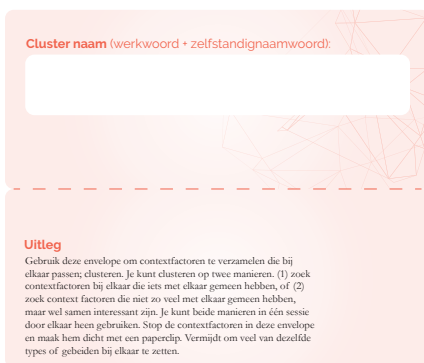 Cluster naam (werkwoord + zelfstandignaamwoord):
Uitleg
Gebruik deze envelope om contextfactoren te verzamelen die bij
elkaar passen; clusteren. Je kunt clusteren op twee manieren. (1) zoek
contextfactoren bij elkaar die iets met elkaar gemeen hebben, of (2)
zoek context factoren die niet zo veel met elkaar gemeen hebben,
maar wel samen interessant zijn. Je kunt beide manieren in één sessie
door elkaar heen gebruiken. Stop de contextfactoren in deze envelope
en maak hem dicht met een paperclip. Vermijdt om veel van dezelfde
types of gebeiden bij elkaar te zetten.